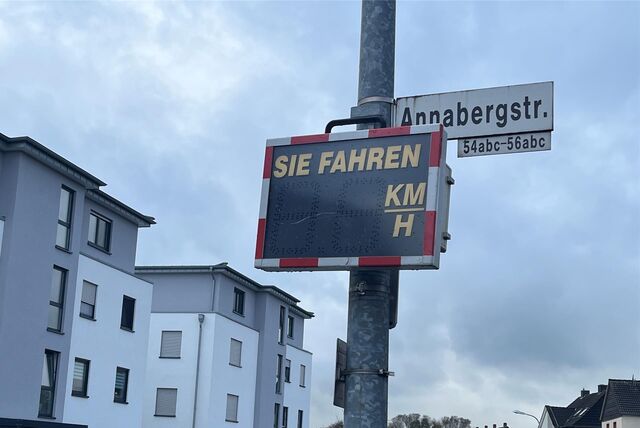 Annabergstr.
54abc-56abc
SIE FAHREN
KM
H